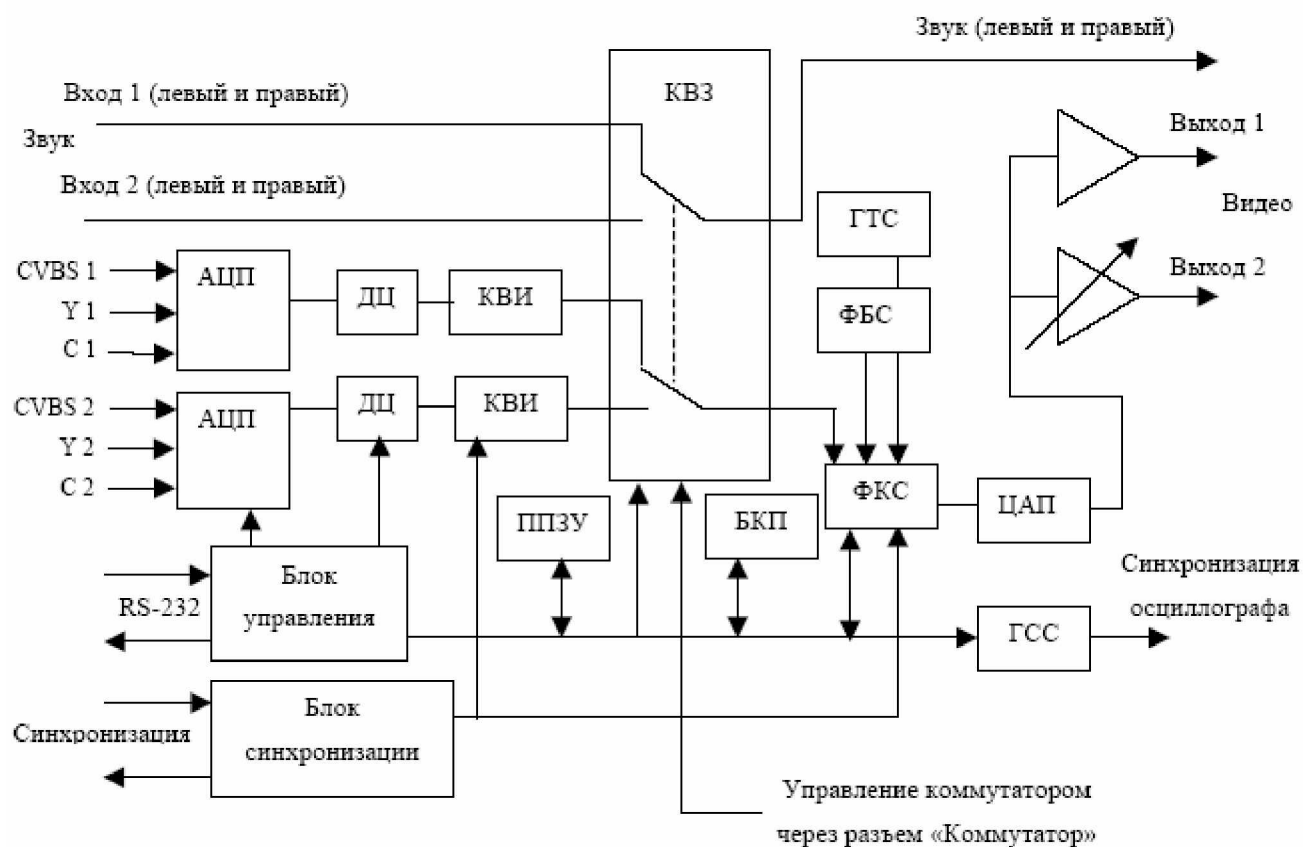 Звук (левый и правый)
Вход 1 (левый и правый)
КВЗ
Звук
Выход 1
Вход 2 (левый и правый)
ГТС
Видео
CVBS 1
АЦП
Y 1
ДЦ
КВИ
ФБС
Выход 2
C 1
CVBS 2
АЦП
ДЦ
КВИ
Y 2
C 2
ППЗУ
БКП
ФКС
ЦАП
Блок
управления
RS-232
Синхронизация
осциллографа
ГСС
Блок
синхронизации
Синхронизация
Управление коммутатором
через разъем «Коммутатор»